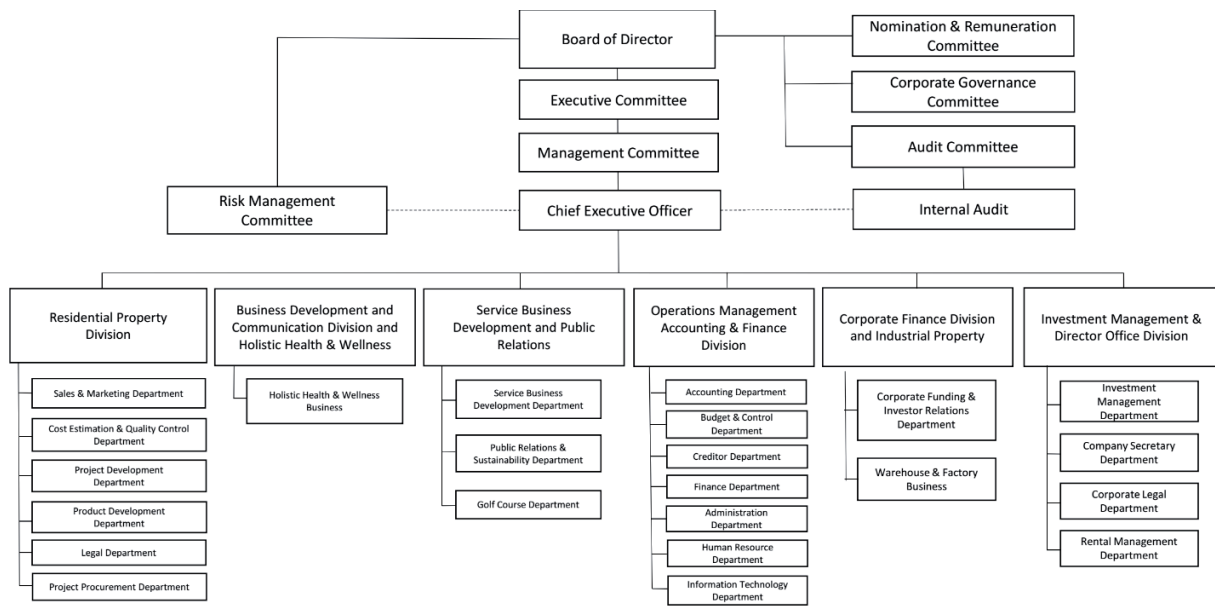 Board of Director
Nomination & Remuneration
Committee
Executive Committee
Corporate Governance
Committee
Management Committee
Audit Committee
Risk Management
Committee
Chief Executive Officer
Internal Audit
Residential Property
Division
Sales & Marketing Department
Cost Estimation & Quality Control
Department
Project Development
Department
Product Development
Department
Legal Department
Project Procurement Department
Business Development and
Communication Division and
Holistic Health & Wellness
Holistic Health & Wellness
Business
Service Business
Development and Public
Relations
Service Business
Development Department
Public Relations &
Sustainability Department
Golf Course Department
Operations Management
Accounting & Finance
Division
Accounting Department
Budget & Control
Department
Creditor Department
Finance Department
Administration
Department
Human Resource
Department
Information Technology
Department
Corporate Finance Division
and Industrial Property
Corporate Funding &
Investor Relations
Department
Warehouse & Factory
Business
Investment Management &
Director Office Division
Investment
Management
Department
Company Secretary
Department
Corporate Legal
Department
Rental Management
Department